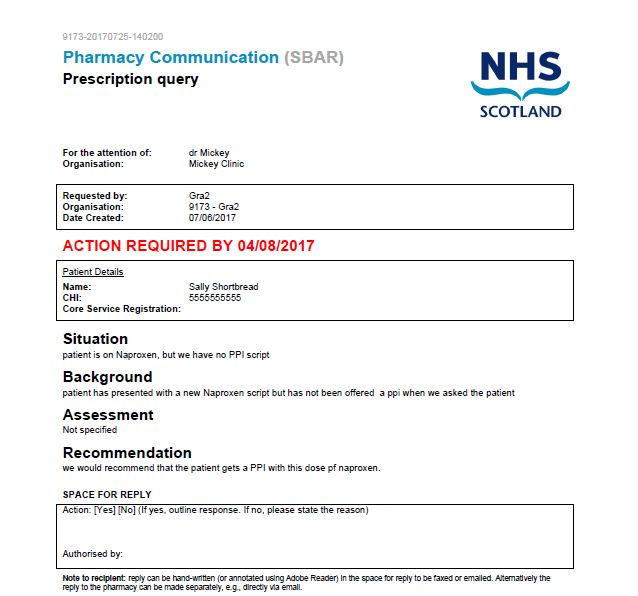 9173-20170725-140200
Pharmacy Communication (SBAR)
Prescription query
NHS
SCOTLAND
For the attention of: dr Mickey
Organisation: Mickey Clinic
Requested by: Gra2
Organisation: 9173 - Gra2
Date Created: 07/06/2017
ACTION REQUIRED BY 04/08/2017
Patient Details
Name: Sally Shortbread
CHI: 5555555555
Core Service Registration:
Situation
patient is on Naproxen, but we have no PPI script
Background
patient has presented with a new Naproxen script but has not been offered a ppi when we asked the patient
Assessment
Not specified
Recommendation
we would recommend that the patient gets a PPI with this dose pf naproxen.
SPACE FOR REPLY
Action: [Yes] [No] (If yes, outline response. If no, please state the reason)
Authorised by:
Note to recipient: reply can be hand-written (or annotated using Adobe Reader) in the space for reply to be faxed or emailed. Alternatively the
reply to the pharmacy can be made separately, e.g., directly via email.